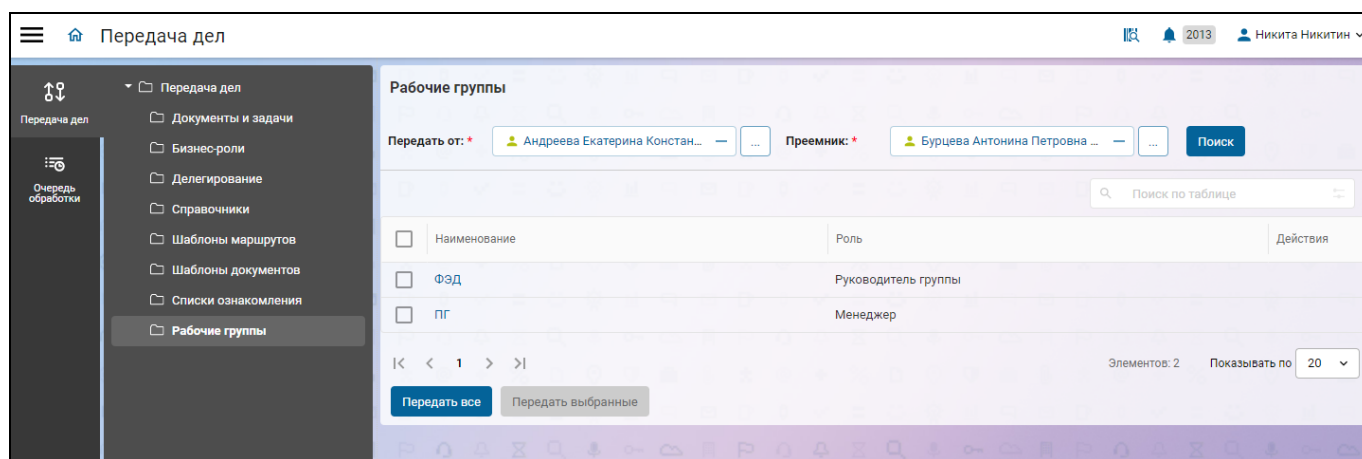 Передача дел 2013 Никита Никитин
Передача дел
Очередь
обработки
Передача дел
Документы и задачи
Бизнес-роли
Делегирование
Справочники
Шаблоны маршрутов
Шаблоны документов
Списки ознакомления
Рабочие группы
Рабочие группы
Передать от: * Андреева Екатерина Констан... ... Преемник: * Бурцева Антонина Петровна ... ... Поиск
Поиск по таблице
Наименование Роль Действия
ФЭД Руководитель группы
ПГ Менеджер
1 Элементов: 2 Показывать по 20
Передать все Передать выбранные